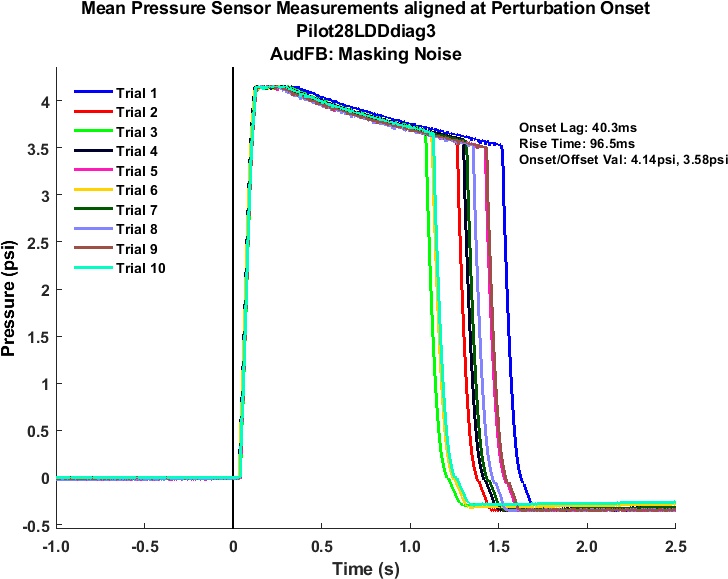 Mean Pressure Sensor Measurements aligned at Perturbation Onset
Pilot28LDDdiag3
AudFB: Masking Noise
Trial 1
Trial 2
Trial 3
Trial 4
Trial 5
Trial 6
Trial 7
Trial 8
Trial 9
Trial 10
Onset Lag: 40.3ms
Rise Time: 96.5ms
Onset/Offset Val: 4.14psi, 3.58psi
Pressure (psi)
4
3.5
3
2.5
2
1.5
1
0.5
0
-0.5
-1.0 -0.5 0 0.5 1.0 1.5 2.0 2.5
Time (s)